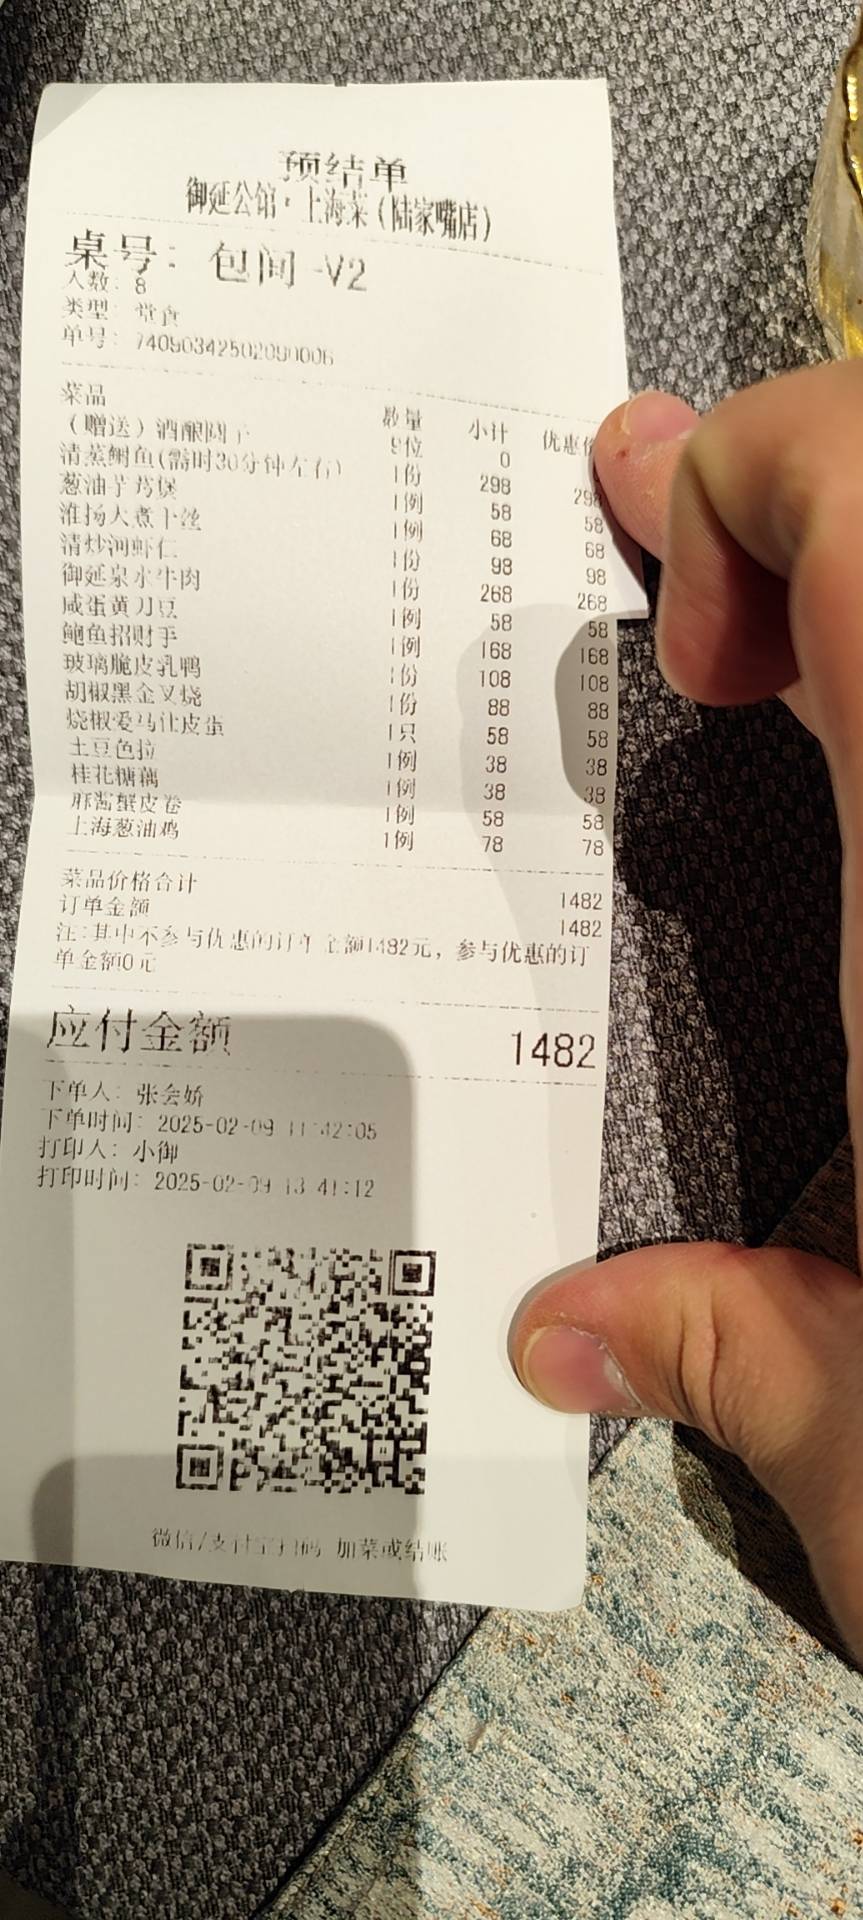 预结单
御延公馆·上海菜(陆家嘴店)
桌号: 包间-V2
人数: 8
类型: 堂食
单号: 74090342502090006
菜品 数量 小计 优惠
(赠送)酒酿圆子 9位 0
清蒸鲥鱼(需时30分钟左右) 1份 298 298
葱油芋艿煲 1例 58 58
淮扬大煮干丝 1例 68 68
清炒河虾仁 1份 98 98
御延泉水牛肉 1份 268 268
咸蛋黄刀豆 1例 58 58
鲍鱼招财手 1例 168 168
玻璃脆皮乳鸭 1份 108 108
胡椒黑金叉烧 1份 88 88
烧椒爱马仕皮蛋 1只 58 58
土豆色拉 1例 38 38
桂花糖藕 1例 38 38
麻酱蟹皮卷 1例 58 58
上海葱油鸡 1例 78 78
菜品价格合计 1482
订单金额 1482
注:其中不参与优惠的订单金额1482元，参与优惠的订
单金额0元
应付金额 1482
下单人: 张会娇
下单时间: 2025-02-09 11:42:05
打印人: 小御
打印时间: 2025-02-09 13:41:12
微信/支付宝扫码 加菜或结账